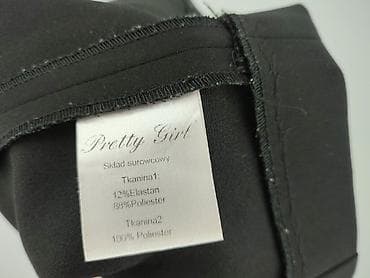 Pretty Girl
Skład surowcowy
Tkanina1:
12%Elastan
88%Poliester
Tkanina2
100% Poliester